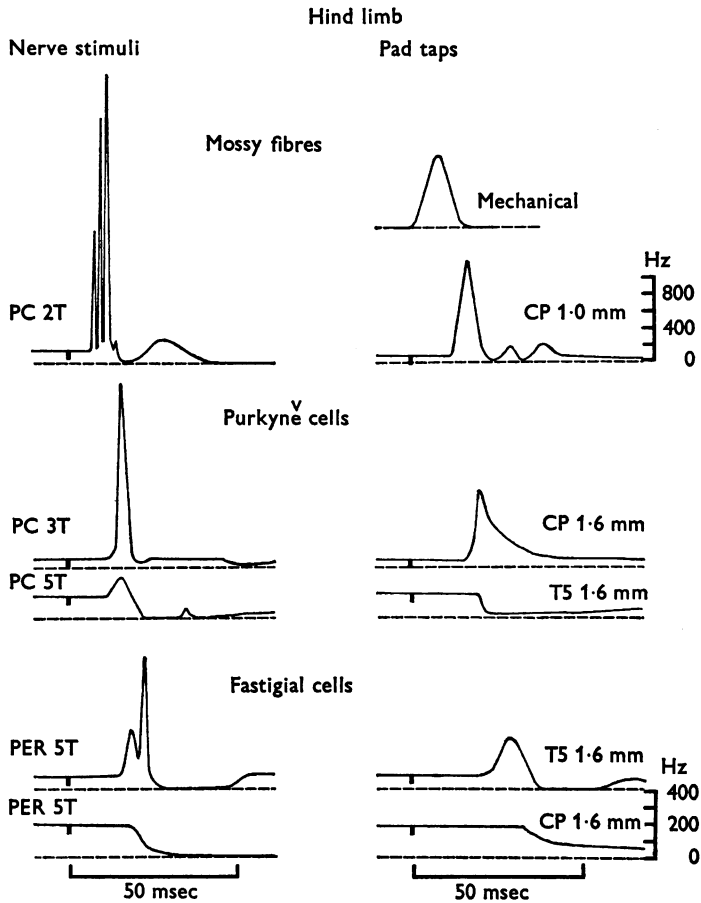 Hind limb
Nerve stimuli
Pad taps
Mossy fibres
Mechanical
Hz
PC 2T
CP 1·0 mm
800
400
0
Purkyně cells
PC 3T
CP 1·6 mm
PC 5T
T5 1·6 mm
Fastigial cells
PER 5T
T5 1·6 mm
Hz
PER 5T
CP 1·6 mm
400
200
0
50 msec
50 msec